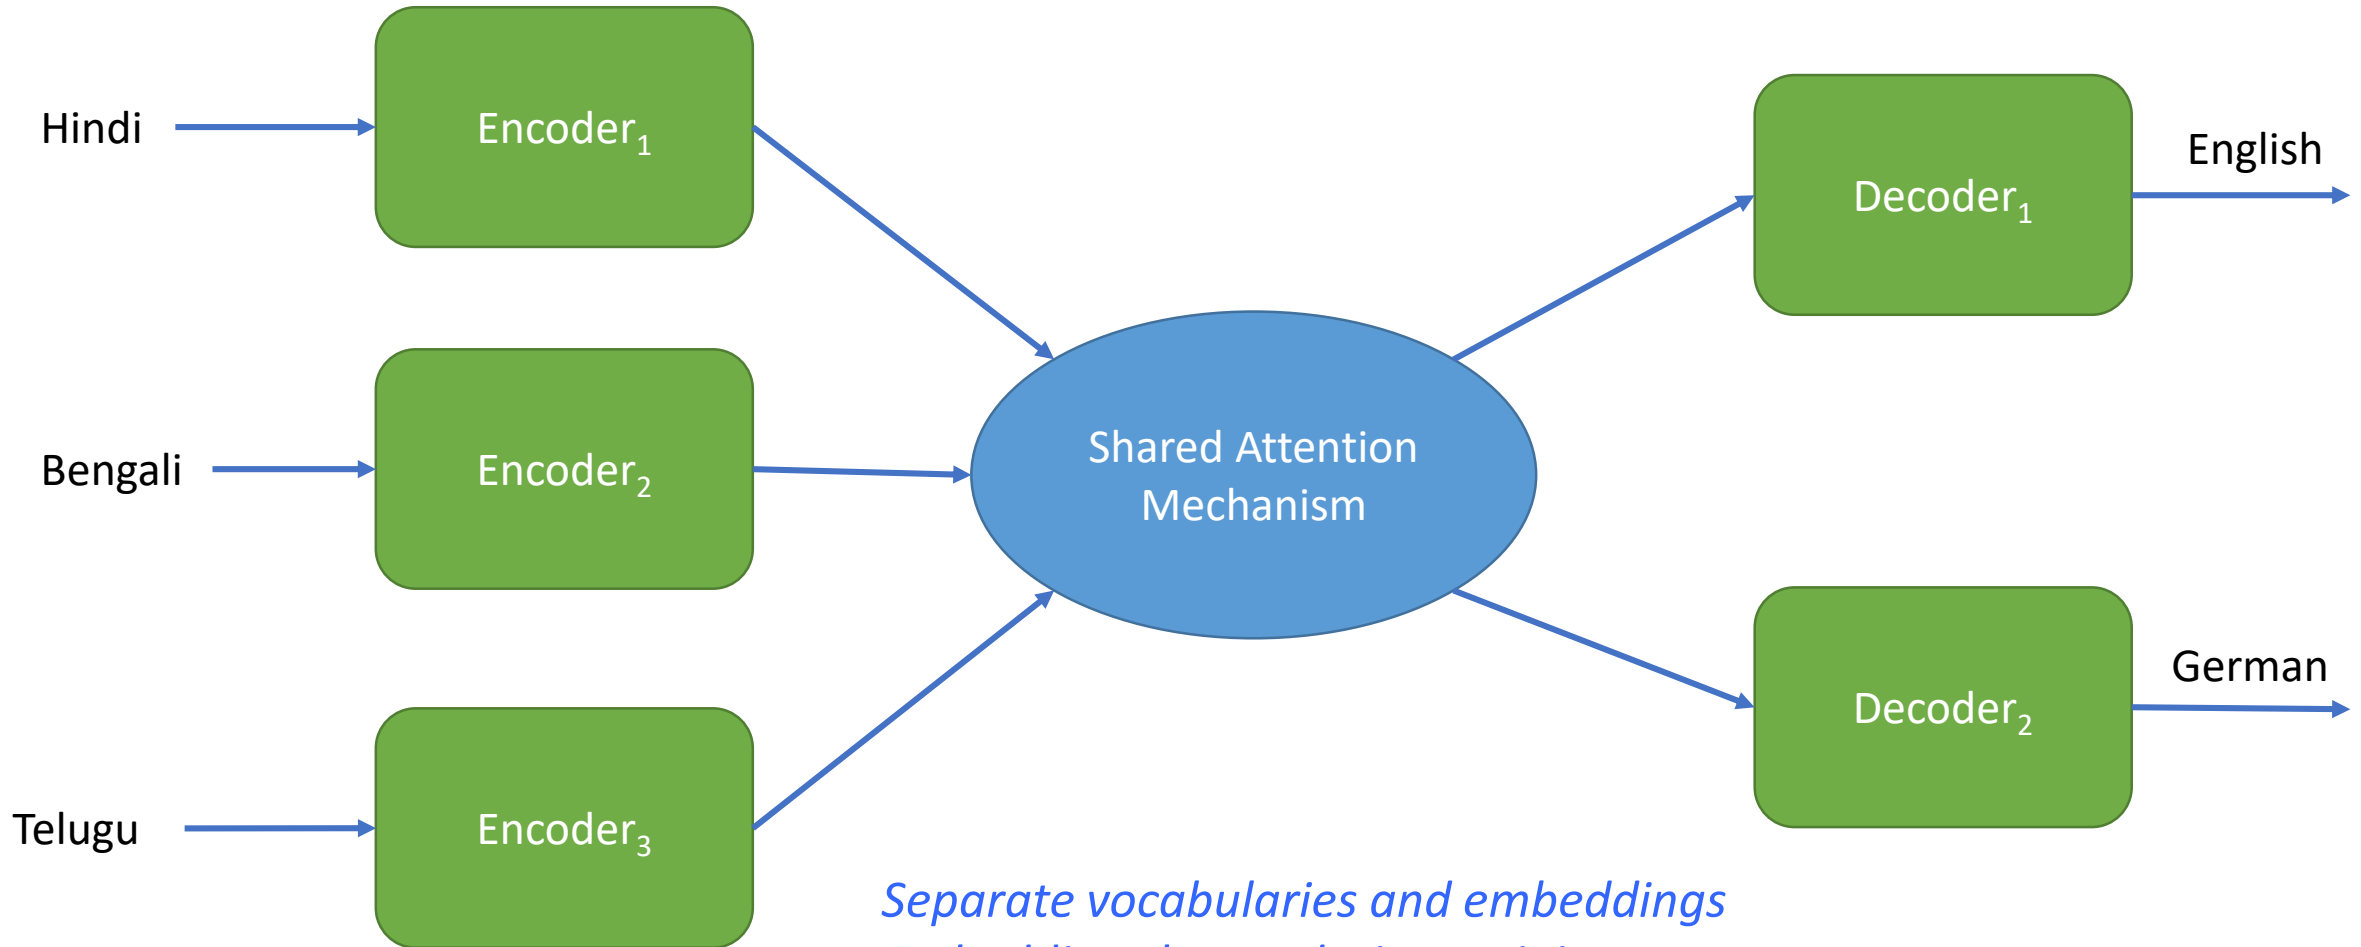 Hindi
Encoder1
Bengali
Encoder2
Telugu
Encoder3
Shared Attention
Mechanism
Decoder1
English
Decoder2
German
Separate vocabularies and embeddings